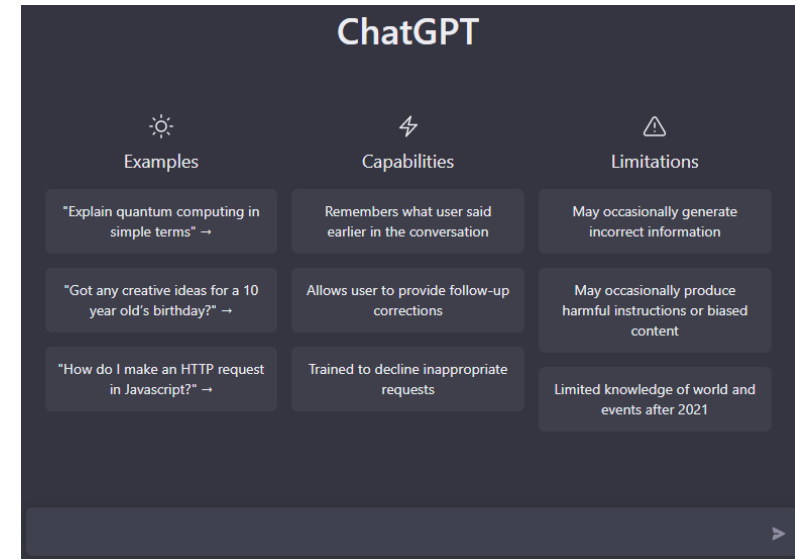 ChatGPT
Examples
"Explain quantum computing in
simple terms" →
"Got any creative ideas for a 10
year old's birthday?" →
"How do I make an HTTP request
in Javascript?" →
Capabilities
Remembers what user said
earlier in the conversation
Allows user to provide follow-up
corrections
Trained to decline inappropriate
requests
Limitations
May occasionally generate
incorrect information
May occasionally produce
harmful instructions or biased
content
Limited knowledge of world and
events after 2021